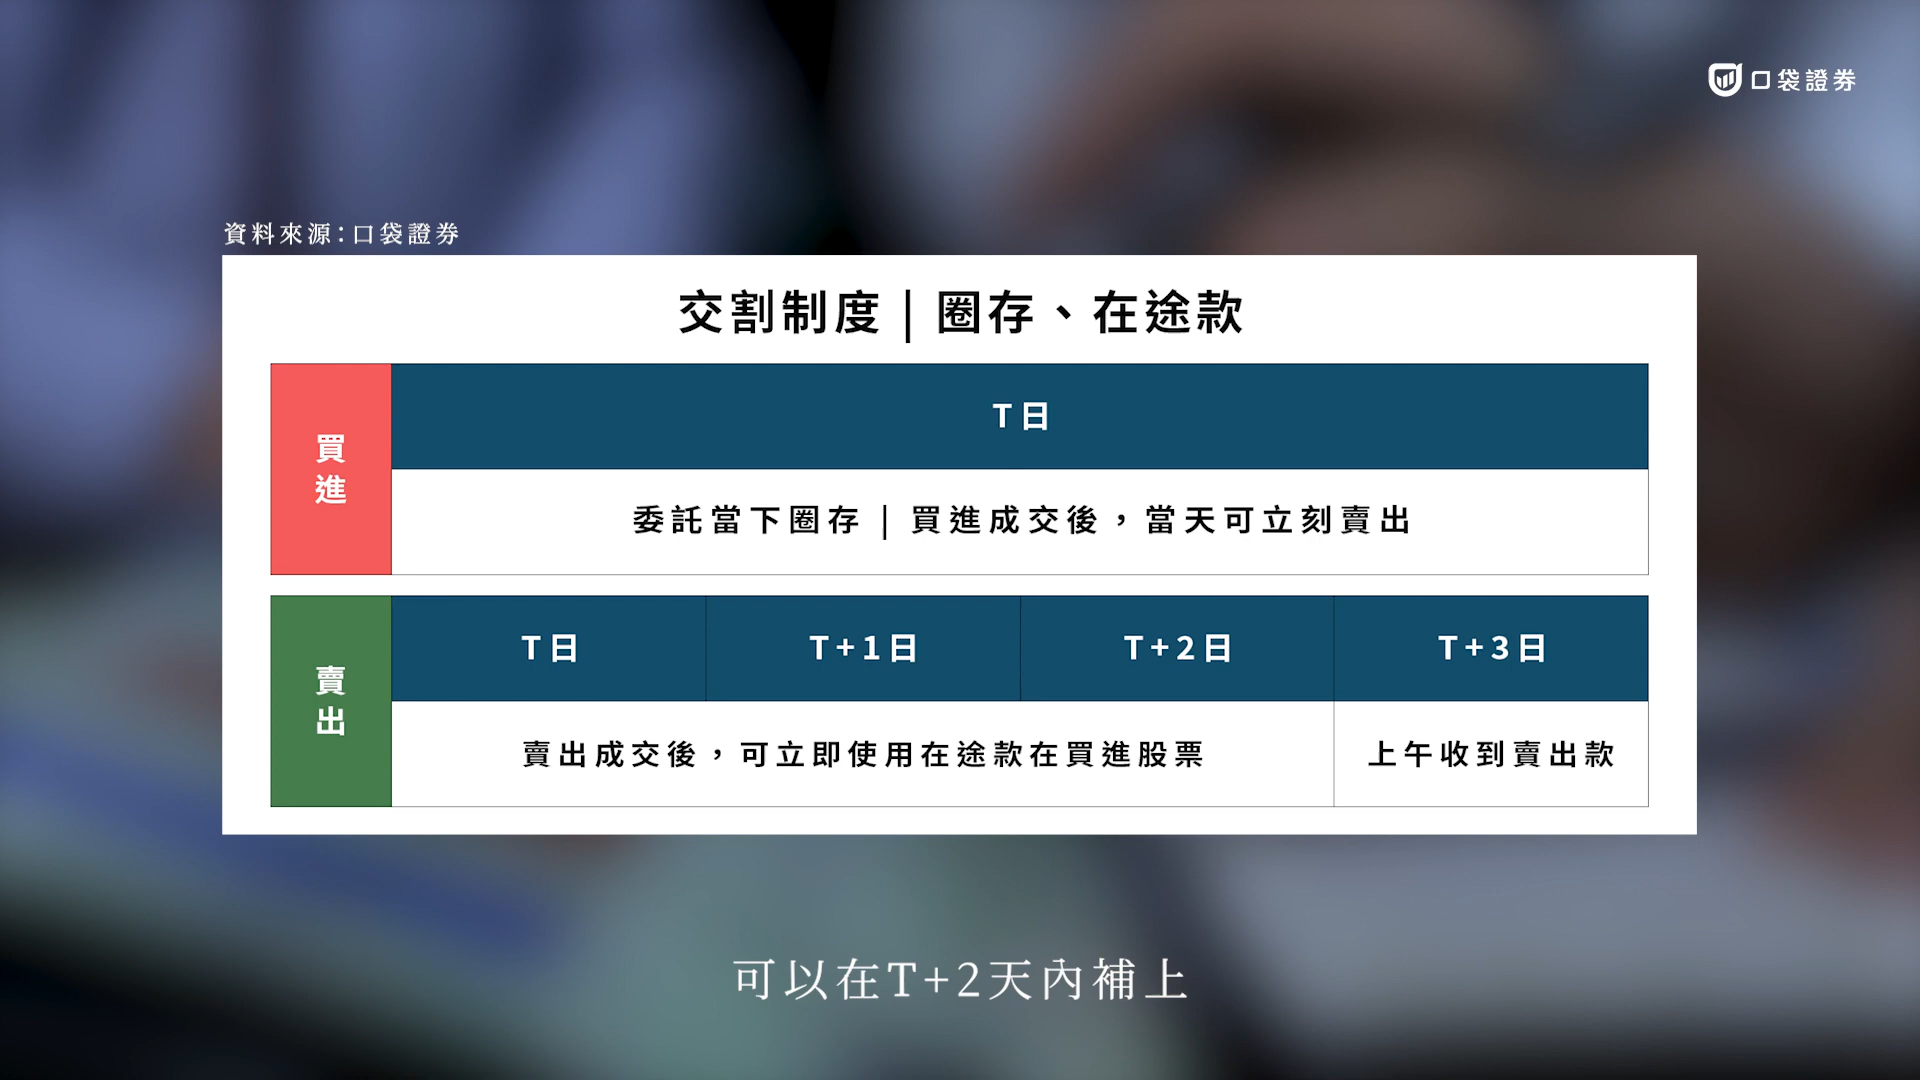 口袋證券
資料來源：口袋證券
交割制度｜圈存、在途款
買進
T日
委託當下圈存｜買進成交後，當天可立刻賣出
賣出
T日
T+1日
T+2日
T+3日
賣出成交後，可立即使用在途款在買進股票
上午收到賣出款
可以在T+2天內補上